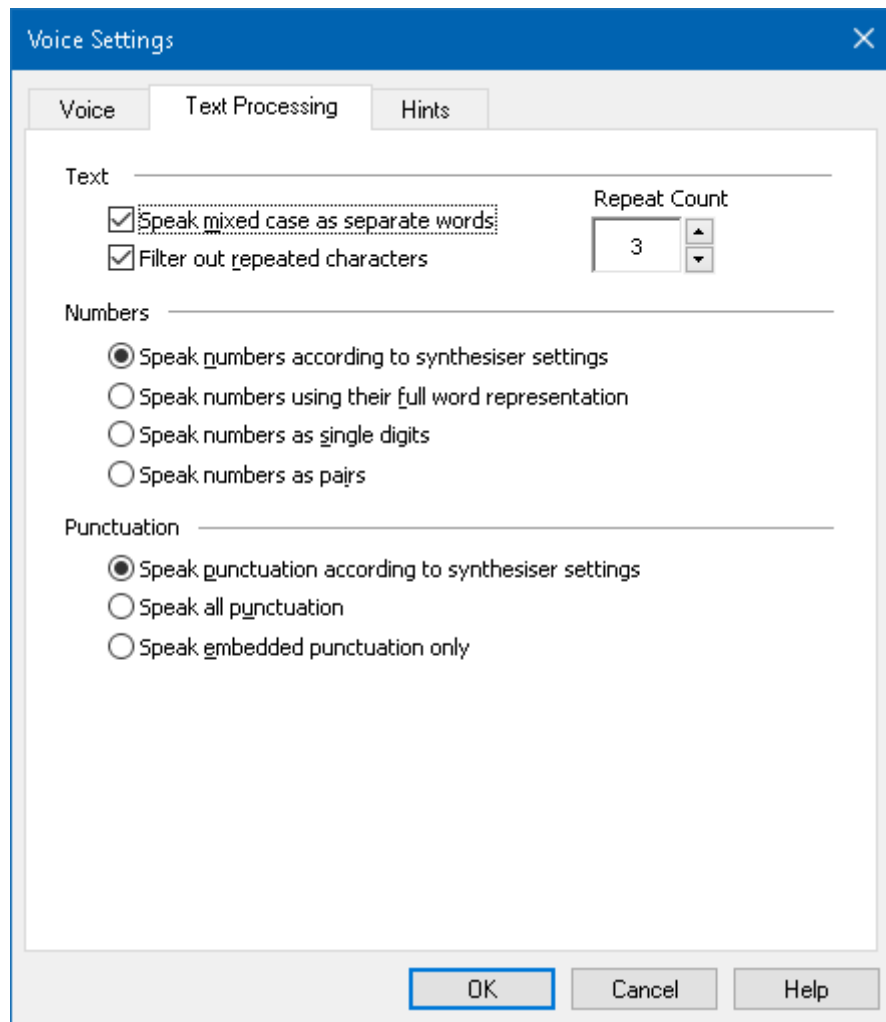 Voice Settings
Voice
Text Processing
Hints
Text
Repeat Count
Speak mixed case as separate words
3
Filter out repeated characters
Numbers
Speak numbers according to synthesiser settings
Speak numbers using their full word representation
Speak numbers as single digits
Speak numbers as pairs
Punctuation
Speak punctuation according to synthesiser settings
Speak all punctuation
Speak embedded punctuation only
OK
Cancel
Help